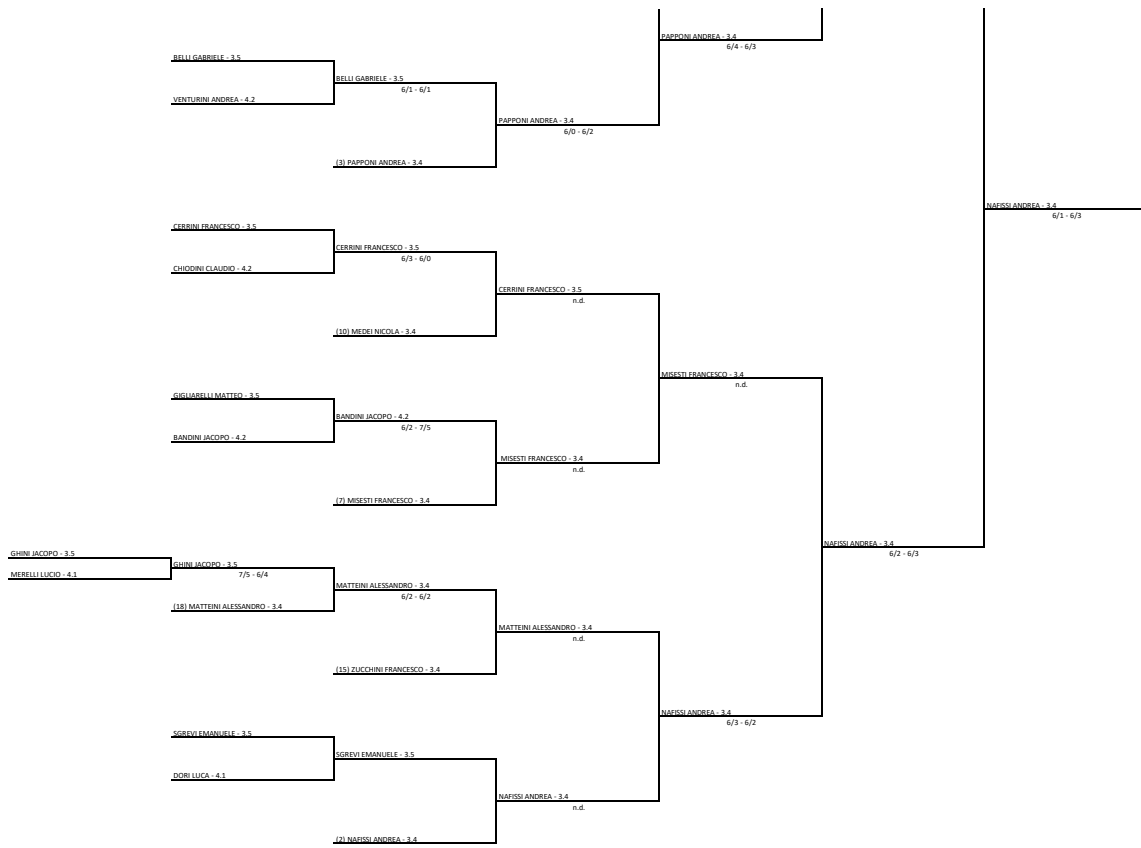 PAPPONI ANDREA - 3.4
6/4 - 6/3
BELLI GABRIELE - 3.5
BELLI GABRIELE - 3.5
6/1 - 6/1
VENTURINI ANDREA - 4.2
PAPPONI ANDREA - 3.4
6/0 - 6/2
(3) PAPPONI ANDREA - 3.4
NAFISSI ANDREA - 3.4
6/1 - 6/3
CERRINI FRANCESCO - 3.5
CERRINI FRANCESCO - 3.5
6/3 - 6/0
CHIODINI CLAUDIO - 4.2
CERRINI FRANCESCO - 3.5
n.d.
(10) MEDEI NICOLA - 3.4
MISESTI FRANCESCO - 3.4
n.d.
GIGLIARELLI MATTEO - 3.5
BANDINI JACOPO - 4.2
6/2 - 7/5
BANDINI JACOPO - 4.2
MISESTI FRANCESCO - 3.4
n.d.
(7) MISESTI FRANCESCO - 3.4
NAFISSI ANDREA - 3.4
6/2 - 6/3
GHINI JACOPO - 3.5
GHINI JACOPO - 3.5
7/5 - 6/4
MERELLI LUCIO - 4.1
MATTEINI ALESSANDRO - 3.4
6/2 - 6/2
(18) MATTEINI ALESSANDRO - 3.4
MATTEINI ALESSANDRO - 3.4
n.d.
(15) ZUCCHINI FRANCESCO - 3.4
NAFISSI ANDREA - 3.4
6/3 - 6/2
SGREVI EMANUELE - 3.5
SGREVI EMANUELE - 3.5
DORI LUCA - 4.1
NAFISSI ANDREA - 3.4
n.d.
(2) NAFISSI ANDREA - 3.4